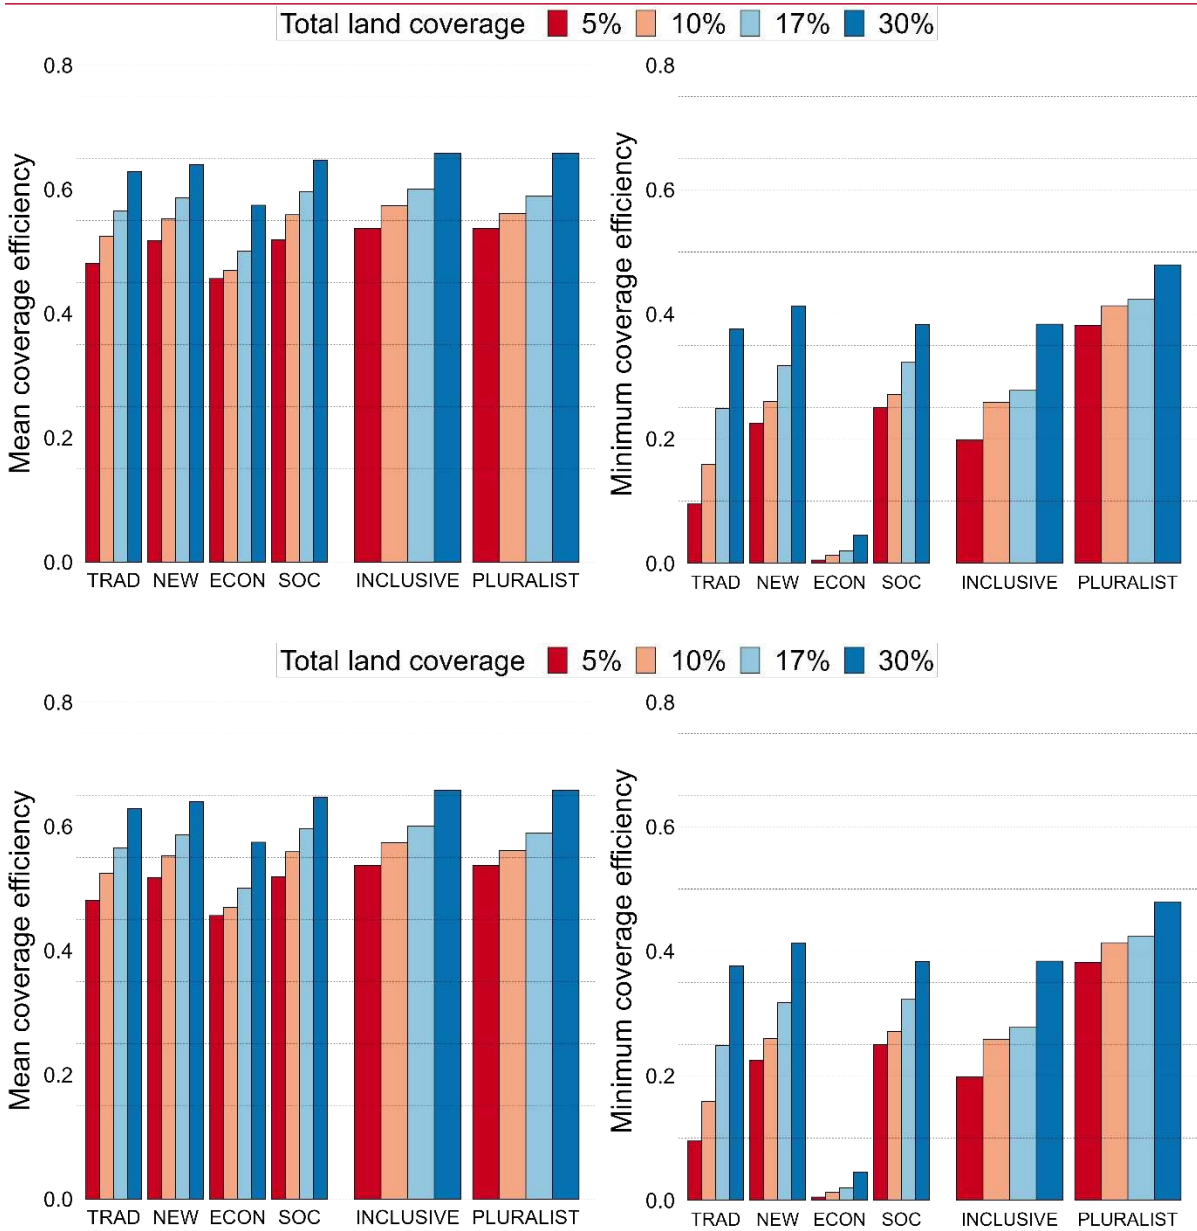 Total land coverage 5% 10% 17% 30%
Mean coverage efficiency
0.8
0.6
0.4
0.2
0.0
TRAD NEW ECON SOC INCLUSIVE PLURALIST
Minimum coverage efficiency
0.8
0.6
0.4
0.2
0.0
TRAD NEW ECON SOC INCLUSIVE PLURALIST
Total land coverage 5% 10% 17% 30%
Mean coverage efficiency
0.8
0.6
0.4
0.2
0.0
TRAD NEW ECON SOC INCLUSIVE PLURALIST
Minimum coverage efficiency
0.8
0.6
0.4
0.2
0.0
TRAD NEW ECON SOC INCLUSIVE PLURALIST